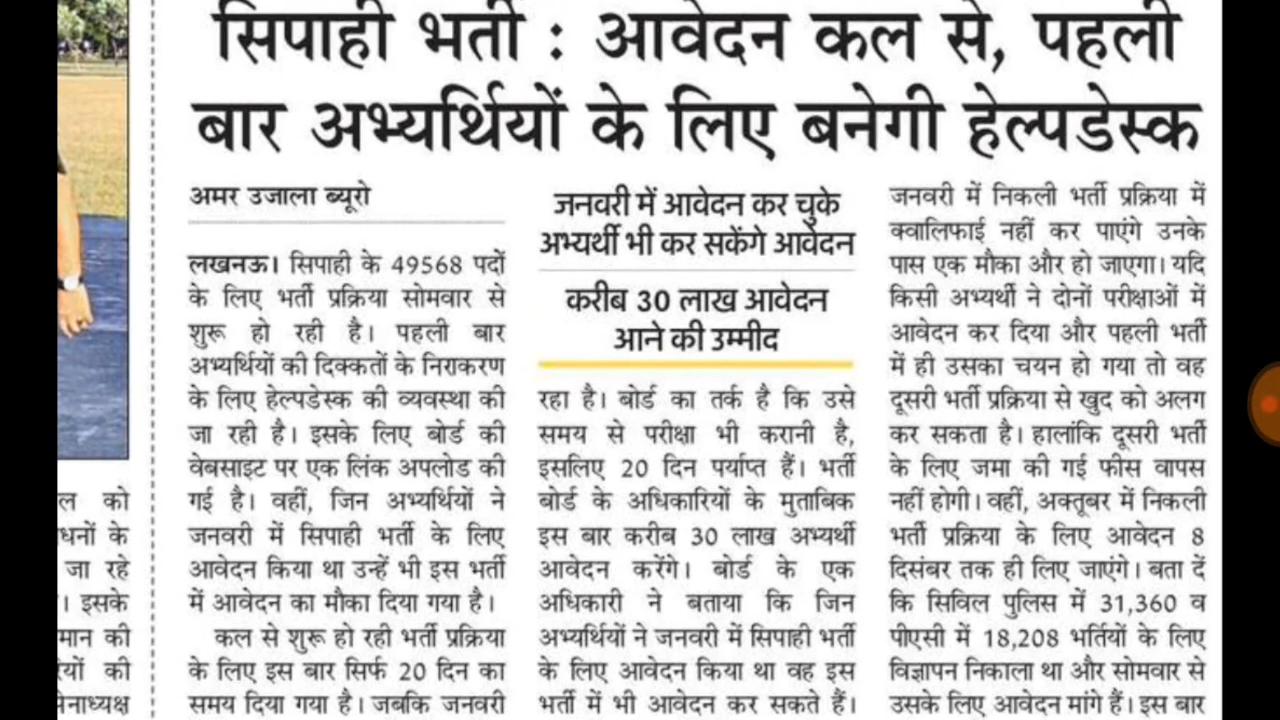 सिपाही भर्ती : आवेदन कल से, पहली
बार अभ्यर्थियों के लिए बनेगी हेल्पडेस्क
अमर उजाला ब्यूरो
लखनऊ। सिपाही के 49568 पदों
के लिए भर्ती प्रक्रिया सोमवार से
शुरू हो रही है। पहली बार
अभ्यर्थियों की दिक्कतों के निराकरण
के लिए हेल्पडेस्क की व्यवस्था की
जा रही है। इसके लिए बोर्ड की
वेबसाइट पर एक लिंक अपलोड की
गई है। वहीं, जिन अभ्यर्थियों ने
जनवरी में सिपाही भर्ती के लिए
आवेदन किया था उन्हें भी इस भर्ती
में आवेदन का मौका दिया गया है।
कल से शुरू हो रही भर्ती प्रक्रिया
के लिए इस बार सिर्फ 20 दिन का
समय दिया गया है। जबकि जनवरी
जनवरी में आवेदन कर चुके
अभ्यर्थी भी कर सकेंगे आवेदन
करीब 30 लाख आवेदन
आने की उम्मीद
रहा है। बोर्ड का तर्क है कि उसे
समय से परीक्षा भी करानी है,
इसलिए 20 दिन पर्याप्त हैं। भर्ती
बोर्ड के अधिकारियों के मुताबिक
इस बार करीब 30 लाख अभ्यर्थी
आवेदन करेंगे। बोर्ड के एक
अधिकारी ने बताया कि जिन
अभ्यर्थियों ने जनवरी में सिपाही भर्ती
के लिए आवेदन किया था वह इस
भर्ती में भी आवेदन कर सकते हैं।
जनवरी में निकली भर्ती प्रक्रिया में
क्वालिफाई नहीं कर पाएंगे उनके
पास एक मौका और हो जाएगा। यदि
किसी अभ्यर्थी ने दोनों परीक्षाओं में
आवेदन कर दिया और पहली भर्ती
में ही उसका चयन हो गया तो वह
दूसरी भर्ती प्रक्रिया से खुद को अलग
कर सकता है। हालांकि दूसरी भर्ती
के लिए जमा की गई फीस वापस
नहीं होगी। वहीं, अक्तूबर में निकली
भर्ती प्रक्रिया के लिए आवेदन 8
दिसंबर तक ही लिए जाएंगे। बता दें
कि सिविल पुलिस में 31,360 व
पीएसी में 18,208 भर्तियों के लिए
विज्ञापन निकाला था और सोमवार से
उसके लिए आवेदन मांगे हैं। इस बार
ल को
धनों के
जा रहे
। इसके
मान की
यों की
नाध्यक्ष